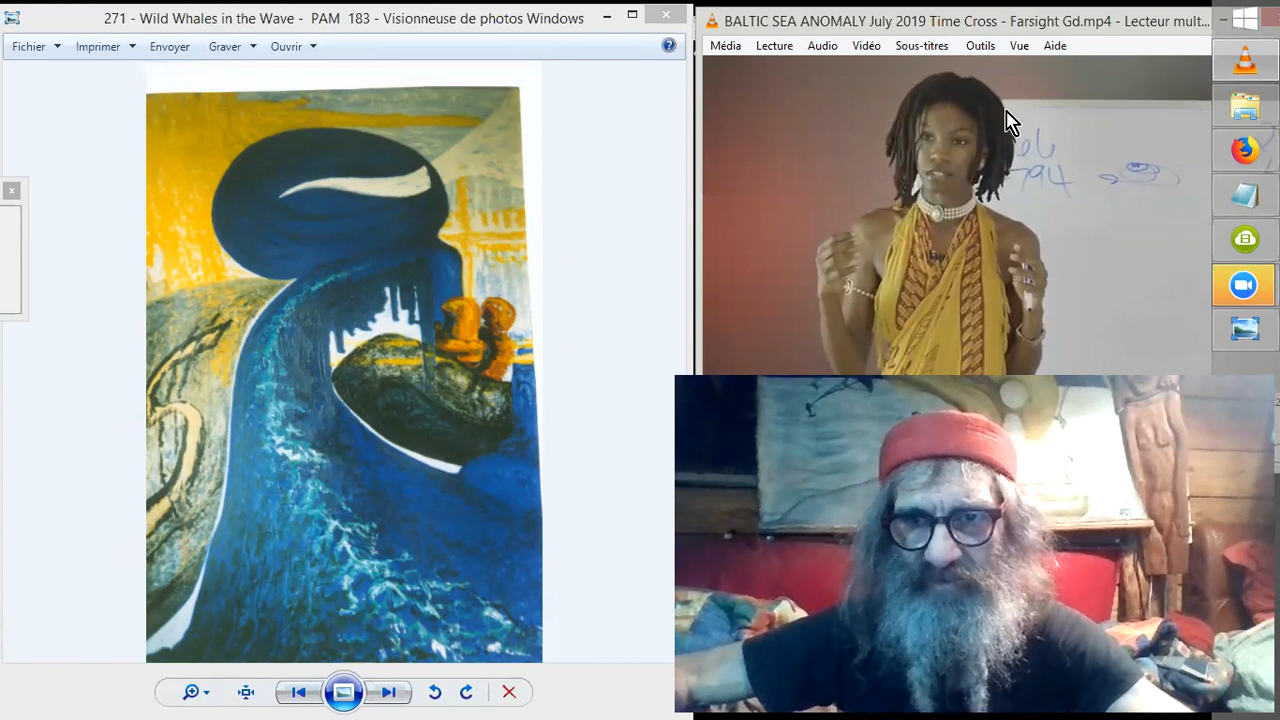 271 - Wild Whales in the Wave - PAM 183 - Visionneuse de photos Windows
Fichier Imprimer Envoyer Graver Ouvrir
BALTIC SEA ANOMALY July 2019 Time Cross - Farsight Gd.mp4 - Lecteur mult...
Média Lecture Audio Vidéo Sous-titres Outils Vue Aide
794